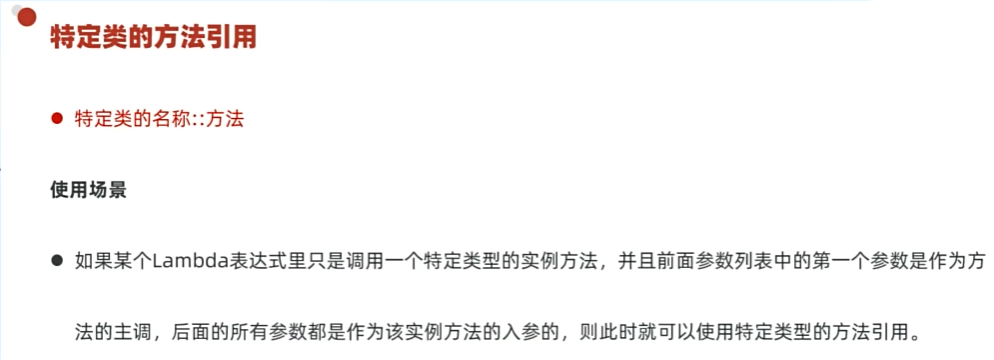 特定类的方法引用
特定类的名称::方法
使用场景
如果某个Lambda表达式里只是调用一个特定类型的实例方法，并且前面参数列表中的第一个参数是作为方
法的主调，后面的所有参数都是作为该实例方法的入参的，则此时就可以使用特定类型的方法引用。